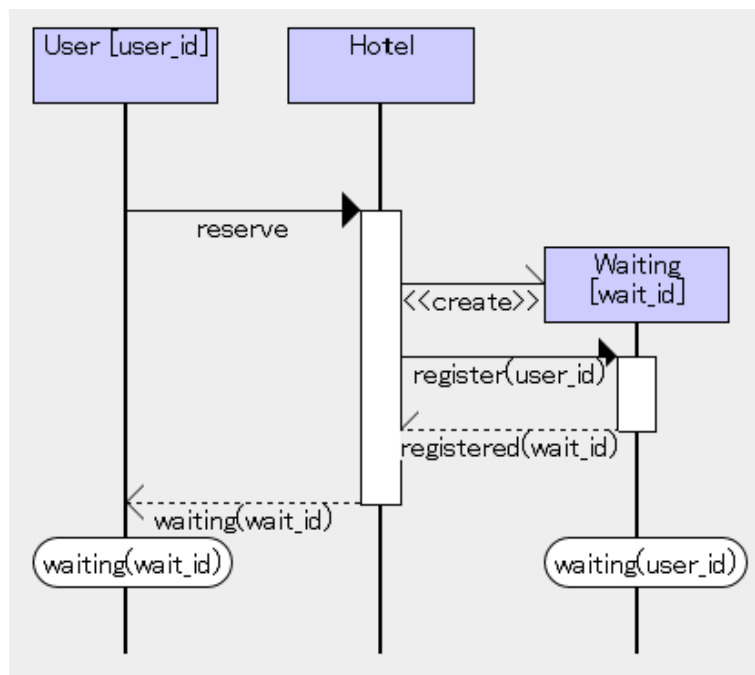 User [user_id]
Hotel
reserve
Waiting
[wait_id]
<<create>>
register(user_id)
registered(wait_id)
waiting(wait_id)
waiting(wait_id)
waiting(user_id)